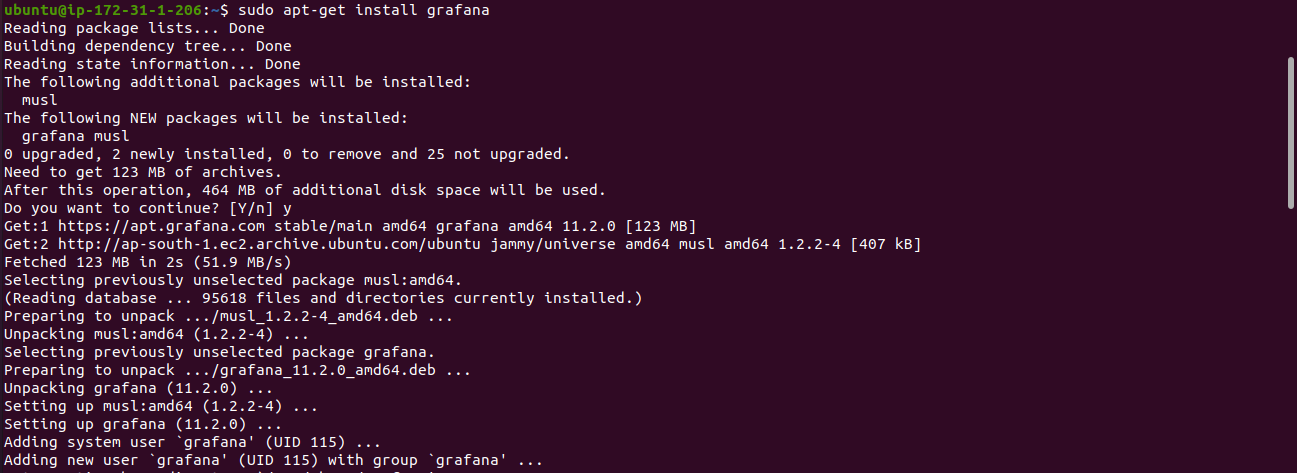 ubuntu@ip-172-31-1-206:~$ sudo apt-get install grafana
Reading package lists... Done
Building dependency tree... Done
Reading state information... Done
The following additional packages will be installed:
  musl
The following NEW packages will be installed:
  grafana musl
0 upgraded, 2 newly installed, 0 to remove and 25 not upgraded.
Need to get 123 MB of archives.
After this operation, 464 MB of additional disk space will be used.
Do you want to continue? [Y/n] y
Get:1 https://apt.grafana.com stable/main amd64 grafana amd64 11.2.0 [123 MB]
Get:2 http://ap-south-1.ec2.archive.ubuntu.com/ubuntu jammy/universe amd64 musl amd64 1.2.2-4 [407 kB]
Fetched 123 MB in 2s (51.9 MB/s)
Selecting previously unselected package musl:amd64.
(Reading database ... 95618 files and directories currently installed.)
Preparing to unpack .../musl_1.2.2-4_amd64.deb ...
Unpacking musl:amd64 (1.2.2-4) ...
Selecting previously unselected package grafana.
Preparing to unpack .../grafana_11.2.0_amd64.deb ...
Unpacking grafana (11.2.0) ...
Setting up musl:amd64 (1.2.2-4) ...
Setting up grafana (11.2.0) ...
Adding system user `grafana' (UID 115) ...
Adding new user `grafana' (UID 115) with group `grafana' ...